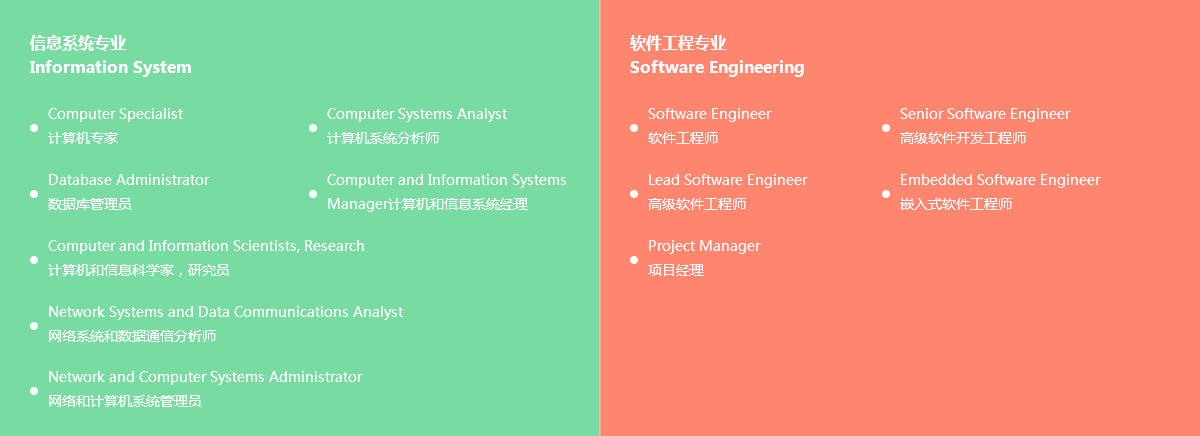 信息系统专业
Information System
Computer Specialist
计算机专家
Computer Systems Analyst
计算机系统分析师
Database Administrator
数据库管理员
Computer and Information Systems
Manager计算机和信息系统经理
Computer and Information Scientists, Research
计算机和信息科学家，研究员
Network Systems and Data Communications Analyst
网络系统和数据通信分析师
Network and Computer Systems Administrator
网络和计算机系统管理员
软件工程专业
Software Engineering
Software Engineer
软件工程师
Senior Software Engineer
高级软件开发工程师
Lead Software Engineer
高级软件工程师
Embedded Software Engineer
嵌入式软件工程师
Project Manager
项目经理